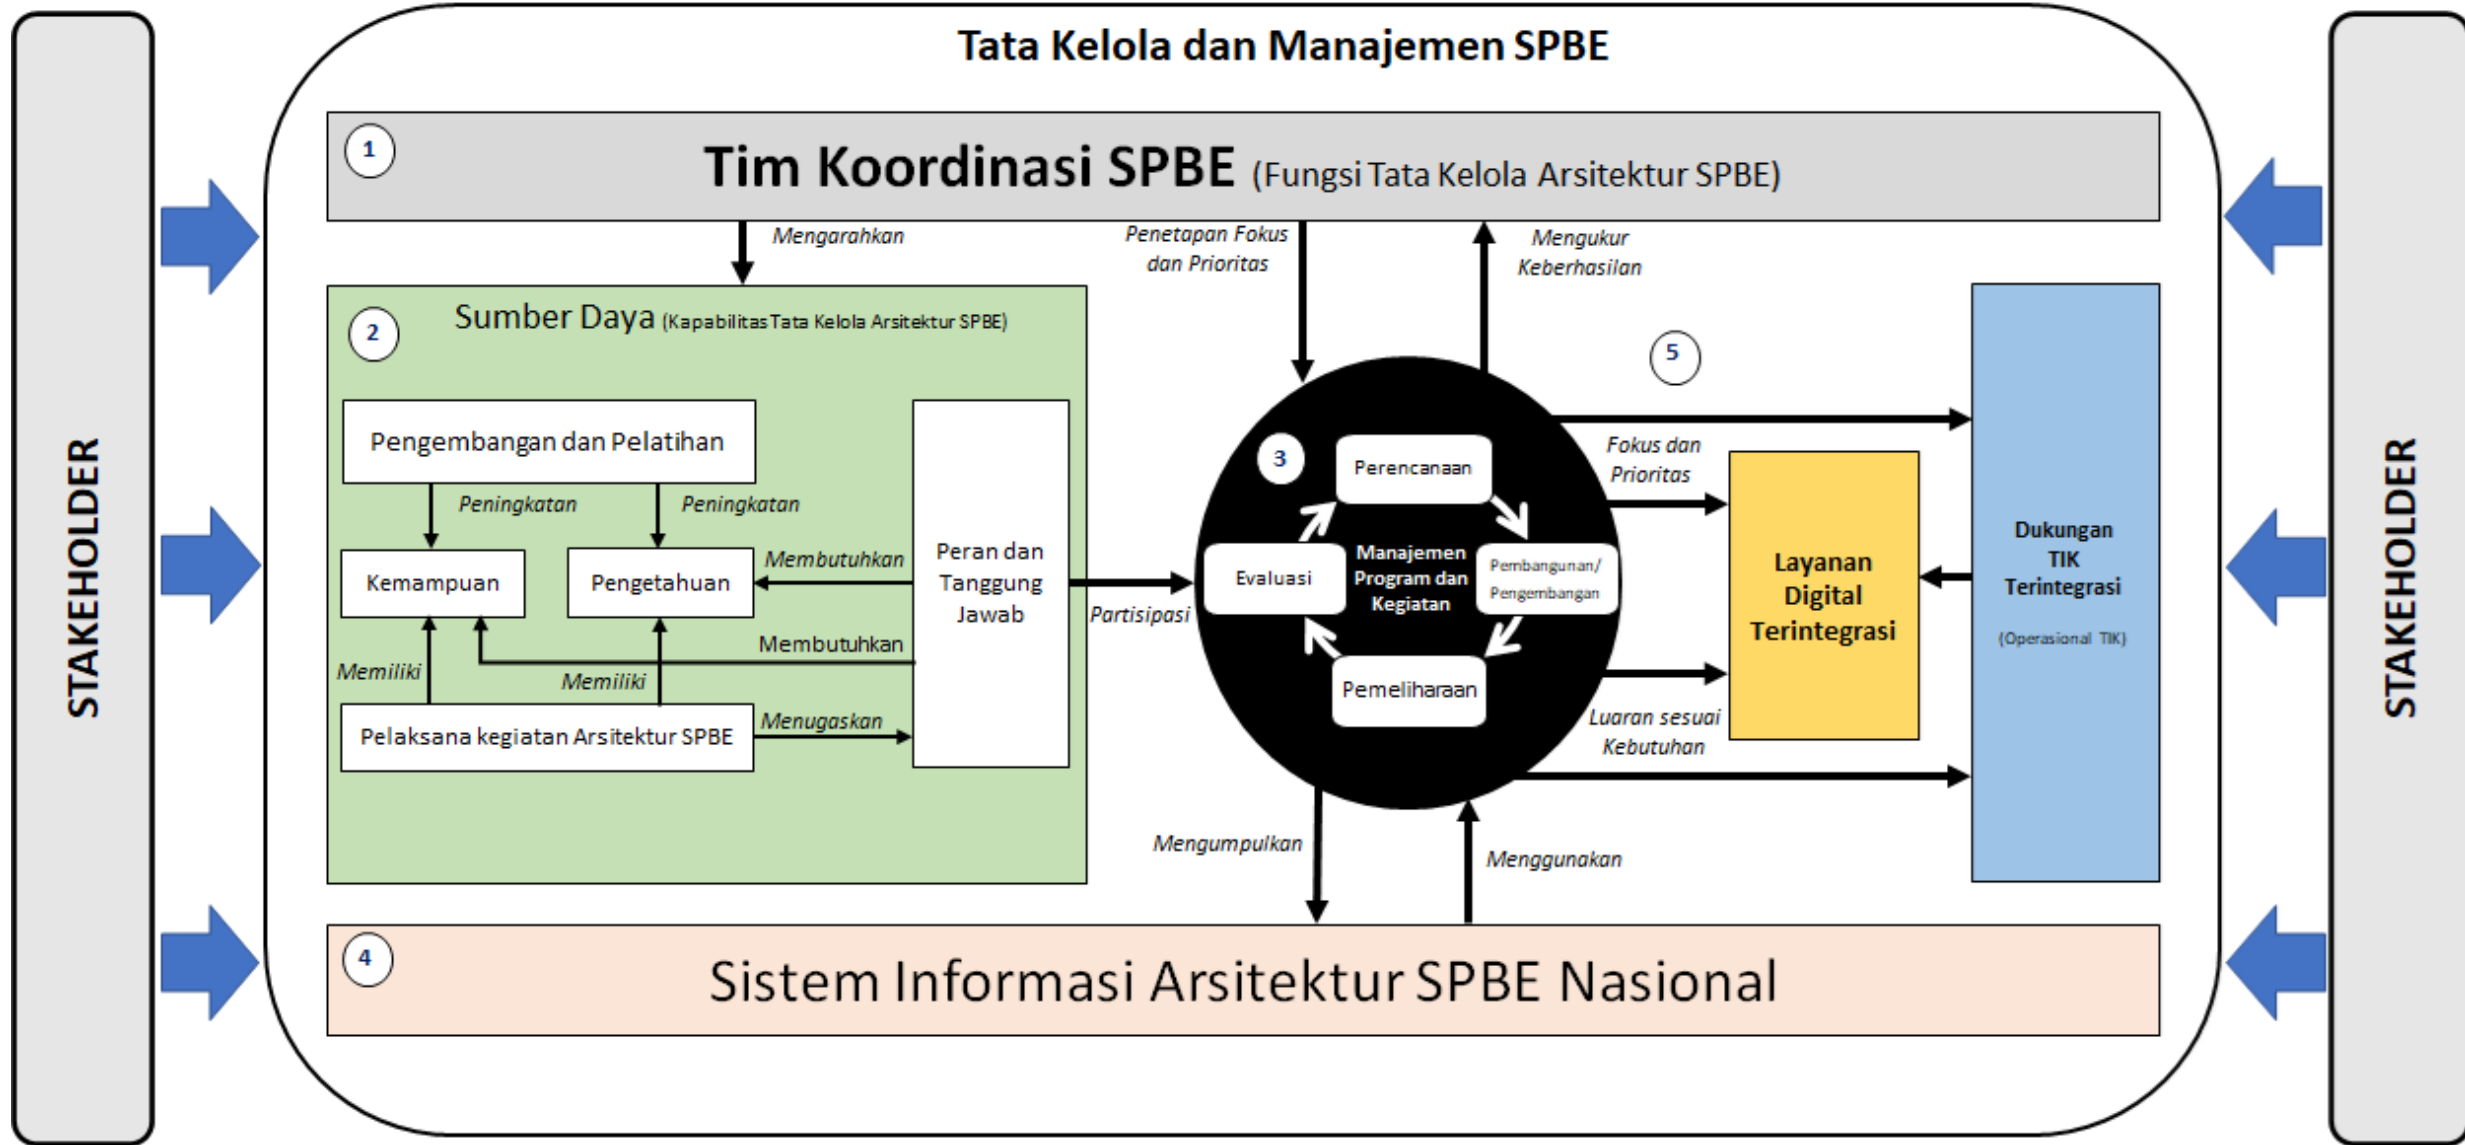 Tata Kelola dan Manajemen SPBE
STAKEHOLDER
1
Tim Koordinasi SPBE (Fungsi Tata Kelola Arsitektur SPBE)
Mengarahkan
Penetapan Fokus
dan Prioritas
Mengukur
Keberhasilan
2
Sumber Daya (Kapabilitas Tata Kelola Arsitektur SPBE)
Pengembangan dan Pelatihan
Peningkatan
Peningkatan
Kemampuan
Pengetahuan
Membutuhkan
Membutuhkan
Memiliki
Memiliki
Pelaksana kegiatan Arsitektur SPBE
Menugaskan
Peran dan
Tanggung
Jawab
Partisipasi
3
Perencanaan
Evaluasi
Manajemen
Program dan
Kegiatan
Pembangunan/
Pengembangan
Pemeliharaan
5
Fokus dan
Prioritas
Layanan
Digital
Terintegrasi
Luaran sesuai
Kebutuhan
Dukungan
TIK
Terintegrasi
(Operasional TIK)
Mengumpulkan
Menggunakan
4
Sistem Informasi Arsitektur SPBE Nasional
STAKEHOLDER